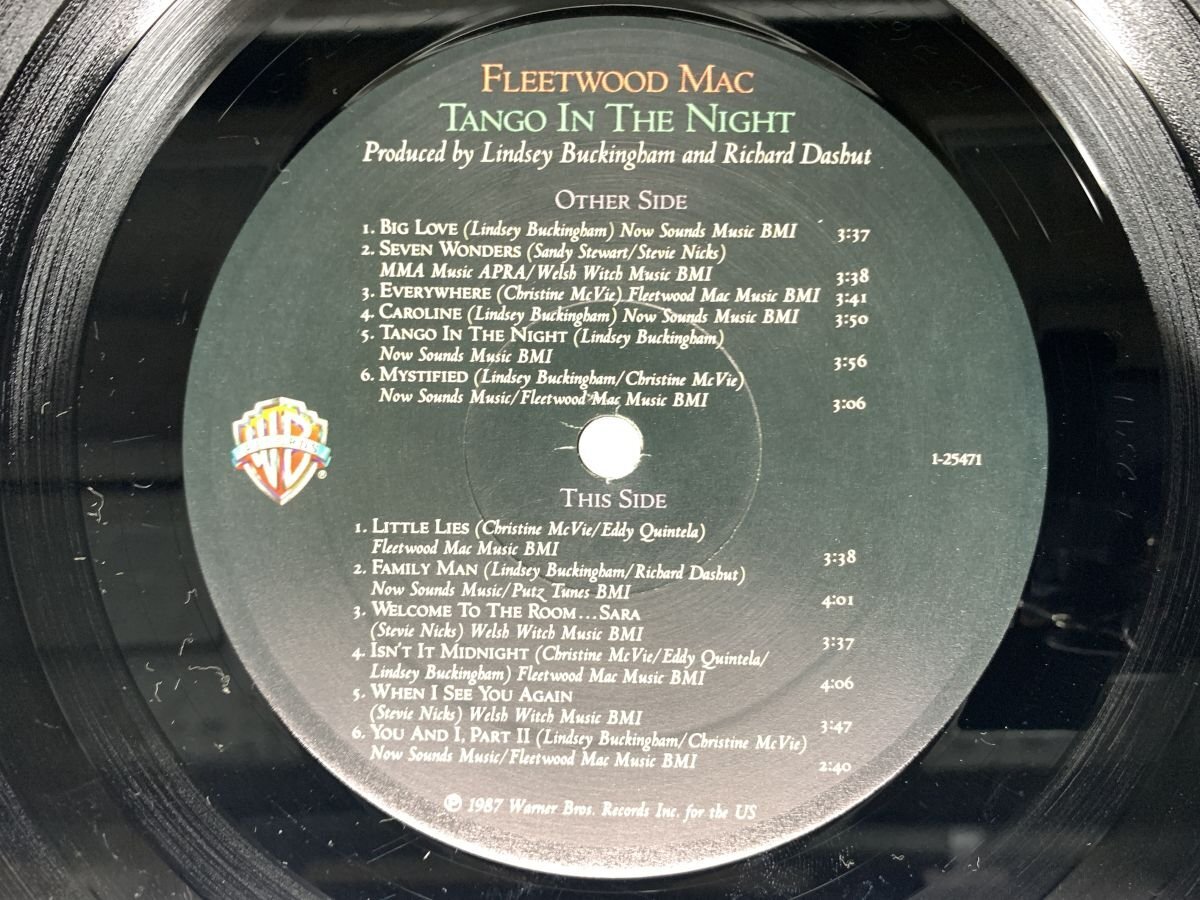 FLEETWOOD MAC
TANGO IN THE NIGHT
Produced by Lindsey Buckingham and Richard Dashut
OTHER SIDE
1. BIG LOVE (Lindsey Buckingham) Now Sounds Music BMI 3:37
2. SEVEN WONDERS (Sandy Stewart/Stevie Nicks)
MMA Music APRA/Welsh Witch Music BMI 3:38
3. EVERYWHERE (Christine McVie) Fleetwood Mac Music BMI 3:41
4. CAROLINE (Lindsey Buckingham) Now Sounds Music BMI 3:50
5. TANGO IN THE NIGHT (Lindsey Buckingham)
Now Sounds Music BMI 3:56
6. MYSTIFIED (Lindsey Buckingham/Christine McVie)
Now Sounds Music/Fleetwood Mac Music BMI 3:06
WB
®
1-25471
THIS SIDE
1. LITTLE LIES (Christine McVie/Eddy Quintela)
Fleetwood Mac Music BMI 3:38
2. FAMILY MAN (Lindsey Buckingham/Richard Dashut)
Now Sounds Music/Putz Tunes BMI 4:01
3. WELCOME TO THE ROOM...SARA
(Stevie Nicks) Welsh Witch Music BMI 3:37
4. ISN'T IT MIDNIGHT (Christine McVie/Eddy Quintela/
Lindsey Buckingham) Fleetwood Mac Music BMI 4:06
5. WHEN I SEE YOU AGAIN
(Stevie Nicks) Welsh Witch Music BMI 3:47
6. YOU AND I, PART II (Lindsey Buckingham/Christine McVie)
Now Sounds Music/Fleetwood Mac Music BMI 2:40
℗ 1987 Warner Bros. Records Inc. for the US